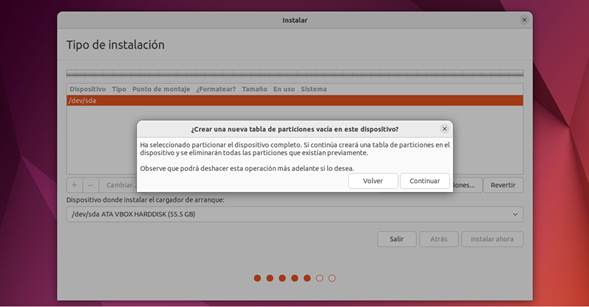 Instalar
Tipo de instalación
Dispositivo Tipo Punto de montaje ¿Formatear? Tamaño En uso Sistema
/dev/sda
¿Crear una nueva tabla de particiones vacía en este dispositivo?
Ha seleccionado particionar el dispositivo completo. Si continúa creará una tabla de particiones en el
dispositivo y se eliminarán todas las particiones que existían previamente.
Observe que podrá deshacer esta operación más adelante si lo desea.
Volver Continuar
+ − Cambiar... iones... Revertir
Dispositivo donde instalar el cargador de arranque:
/dev/sda ATA VBOX HARDDISK (55.5 GB)
Salir Atrás Instalar ahora